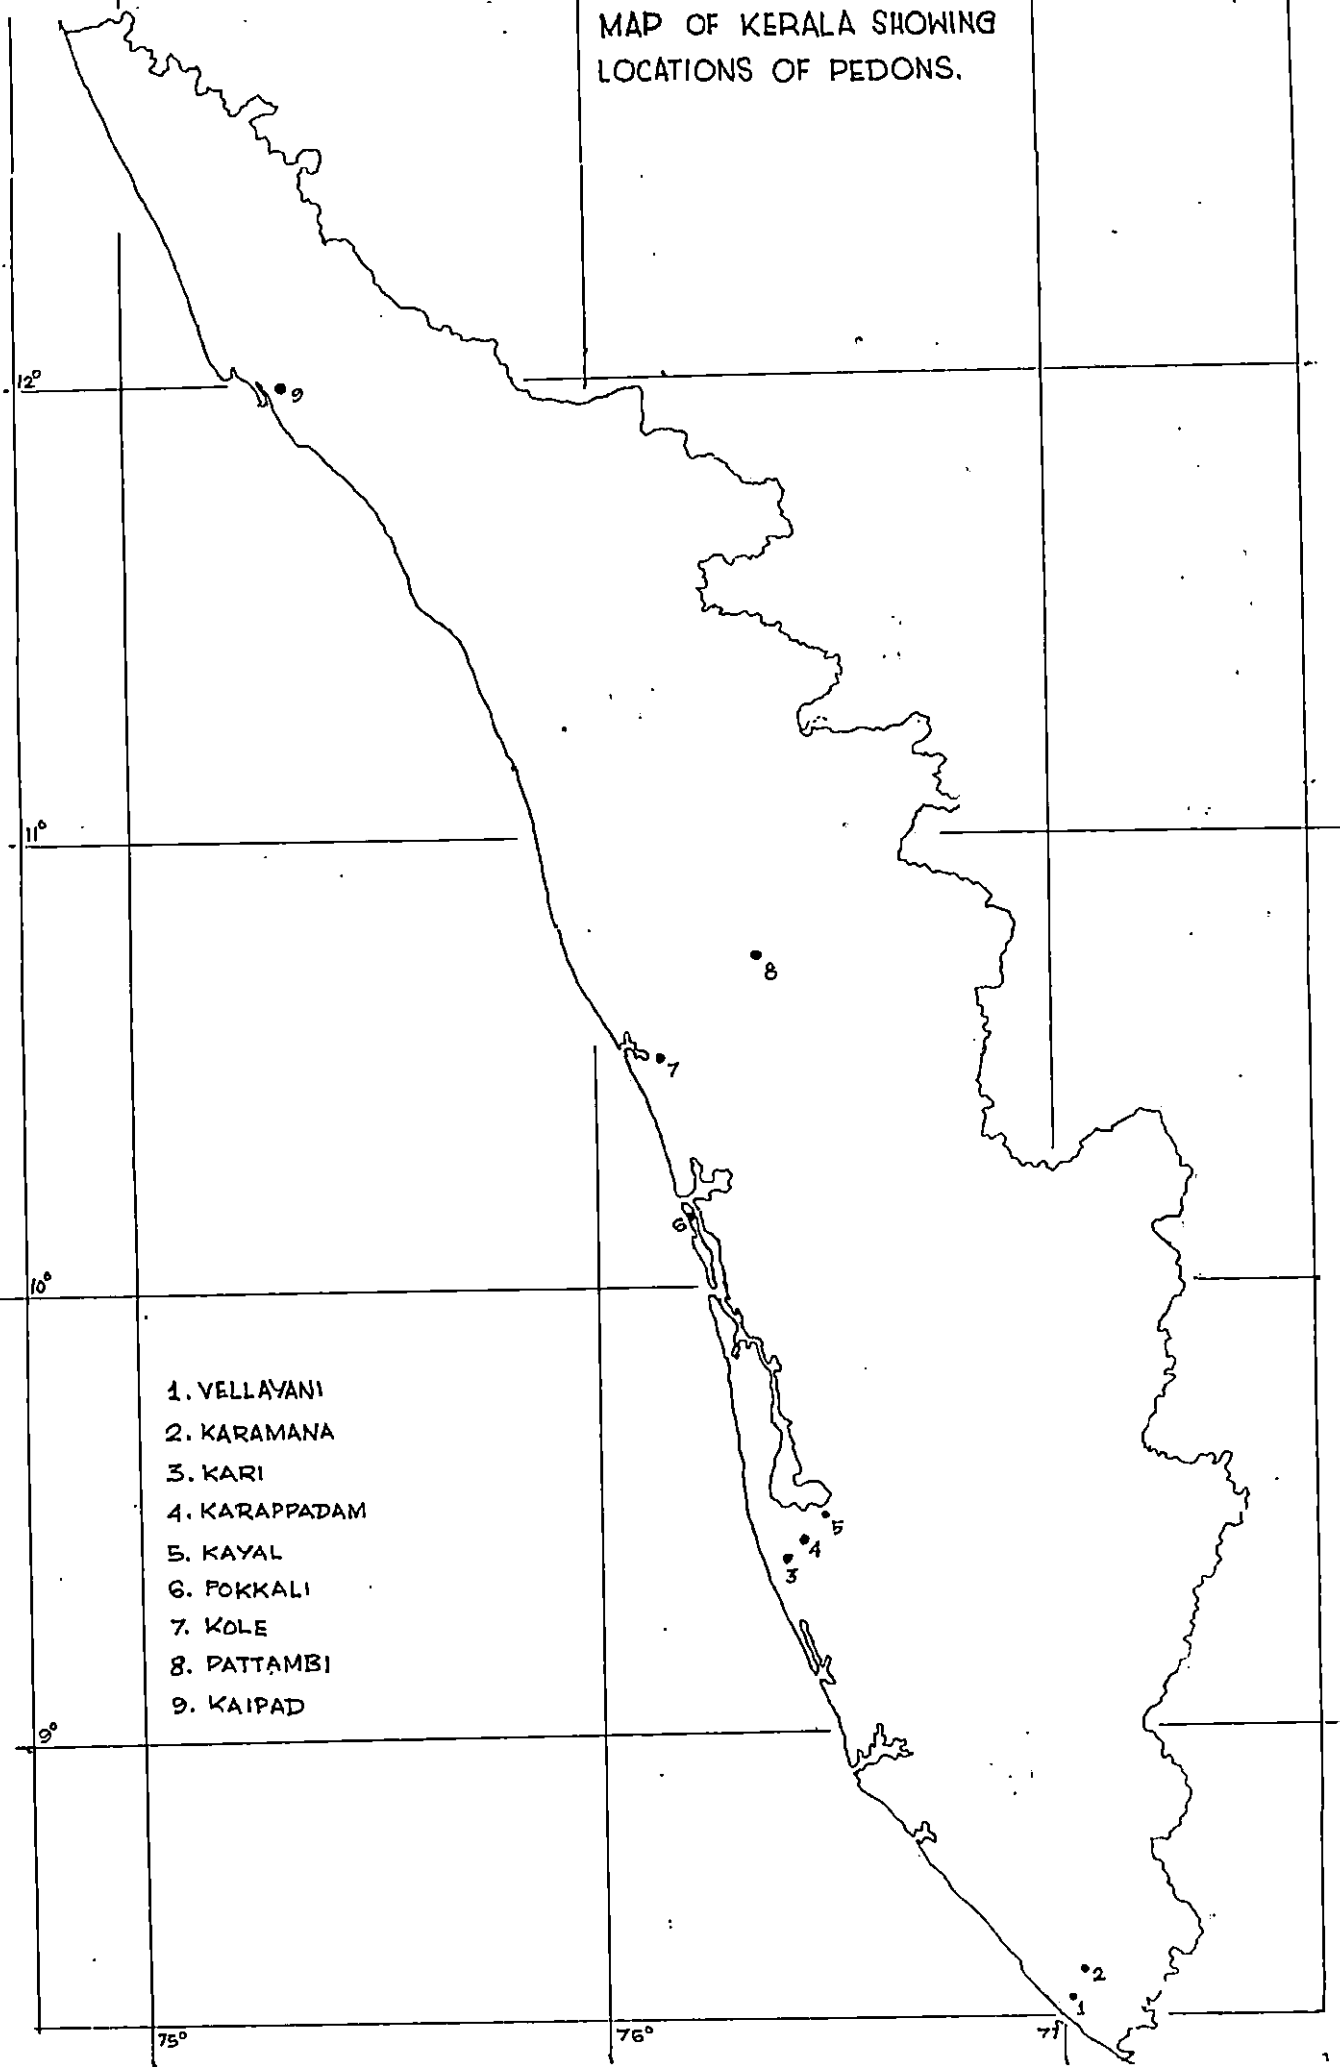 MAP OF KERALA SHOWING
LOCATIONS OF PEDONS.
12°
9
11°
8
7
6
10°
1. VELLAYANI
2. KARAMANA
3. KARI
4. KARAPPADAM
5. KAYAL
6. POKKALI
7. KOLE
8. PATTAMBI
9. KAIPAD
5
4
3
9°
2
1
75°
76°
77